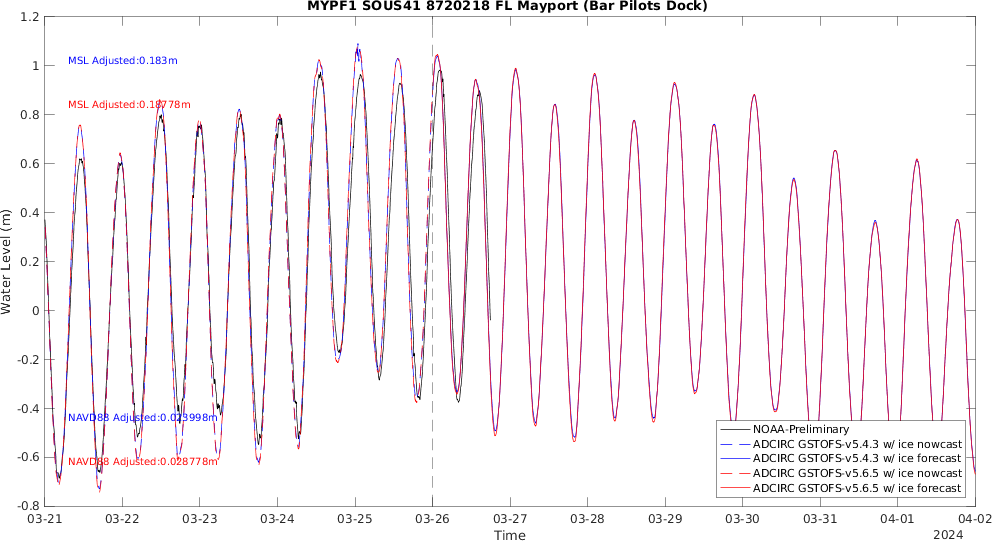 MYPF1 SOUS41 8720218 FL Mayport (Bar Pilots Dock)
1.2
1
0.8
0.6
0.4
0.2
0
-0.2
-0.4
-0.6
-0.8
Water Level (m)
MSL Adjusted:0.183m
MSL Adjusted:0.18778m
NAVD88 Adjusted:0.023998m
NAVD88 Adjusted:0.028778m
NOAA-Preliminary
ADCIRC GSTOFS-v5.4.3 w/ ice nowcast
ADCIRC GSTOFS-v5.4.3 w/ ice forecast
ADCIRC GSTOFS-v5.6.5 w/ ice nowcast
ADCIRC GSTOFS-v5.6.5 w/ ice forecast
03-21 03-22 03-23 03-24 03-25 03-26 03-27 03-28 03-29 03-30 03-31 04-01 04-02
Time
2024